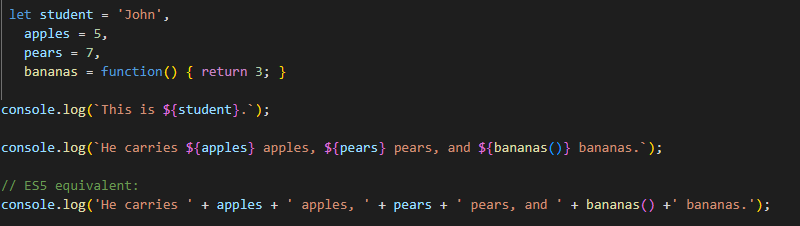 let student = 'John',
apples = 5,
pears = 7,
bananas = function() { return 3; }
console.log(`This is ${student}.`);
console.log(`He carries ${apples} apples, ${pears} pears, and ${bananas()} bananas.`);
// ES5 equivalent:
console.log('He carries ' + apples + ' apples, ' + pears + ' pears, and ' + bananas() +' bananas.');